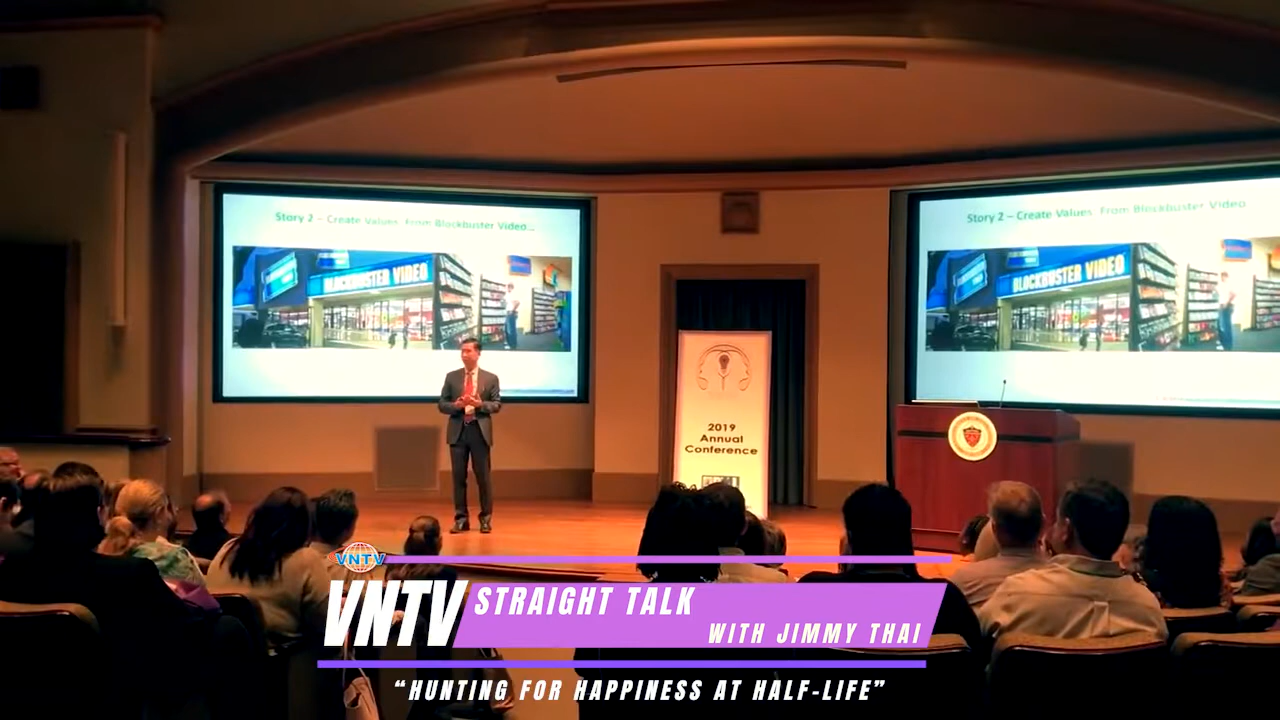 Story 2 – Create Values: From Blockbuster Video...
BLOCKBUSTER VIDEO
Story 2 – Create Values: From Blockbuster Video
BLOCKBUSTER VIDEO
2019
Annual
Conference
VNTV
VNTV
STRAIGHT TALK
WITH JIMMY THAI
“HUNTING FOR HAPPINESS AT HALF-LIFE”